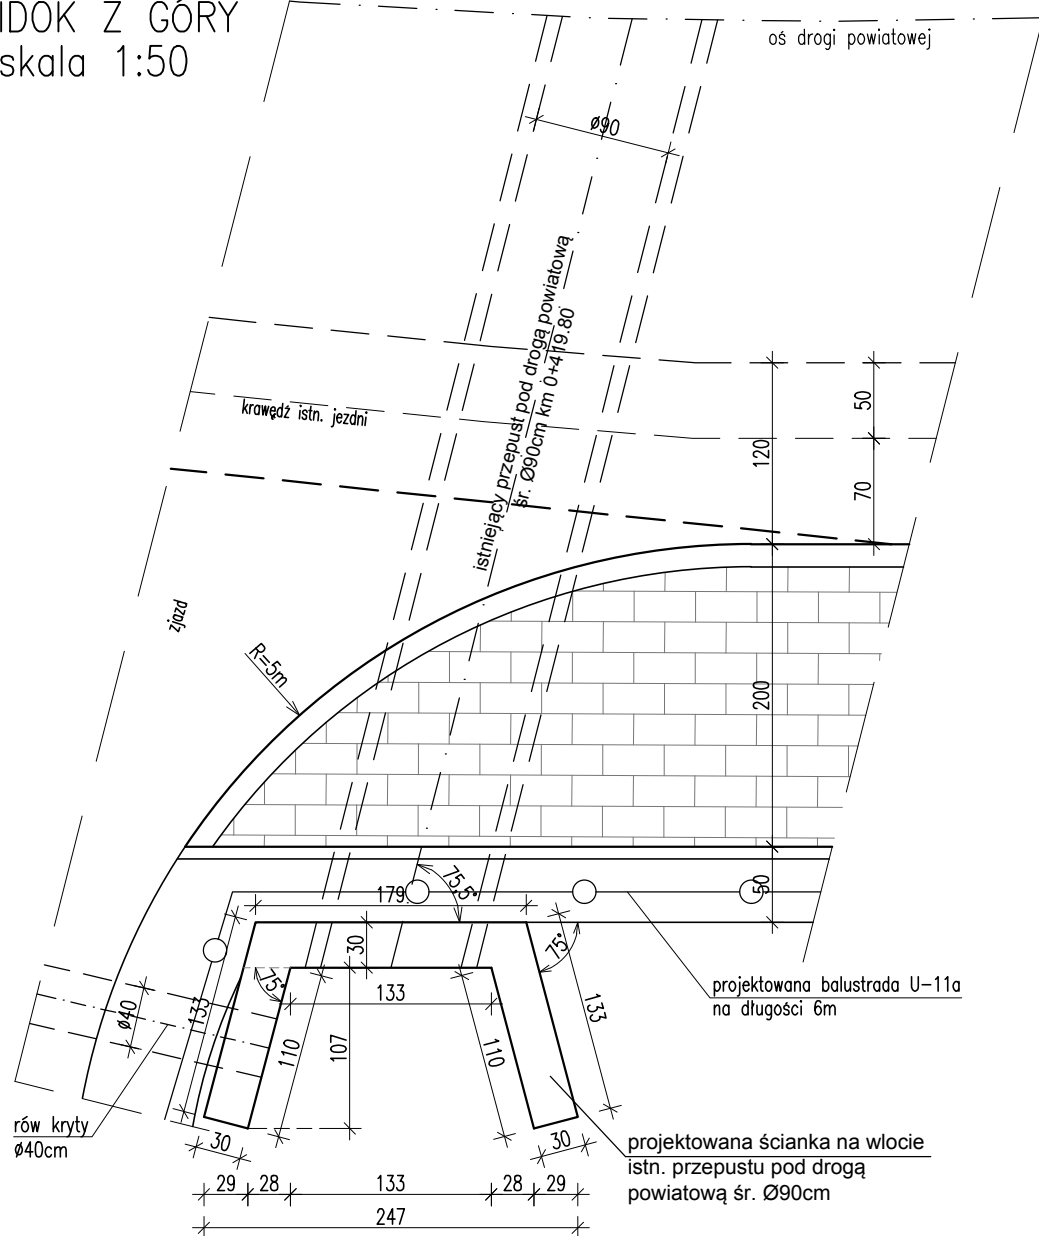 IDOK Z GÓRY
skala 1:50
oś drogi powiatowej
ø90
istniejący przepust pod drogą powiatową
śr. Ø90cm km 0+419.80
krawędź istn. jezdni
120
50
70
zjazd
R=5m
200
50
75,5°
179
30
75°
75°
133
133
133
ø40
110
107
110
projektowana balustrada U-11a
na długości 6m
rów kryty
ø40cm
30
30
projektowana ścianka na wlocie
istn. przepustu pod drogą
powiatową śr. Ø90cm
29 28 133 28 29
247